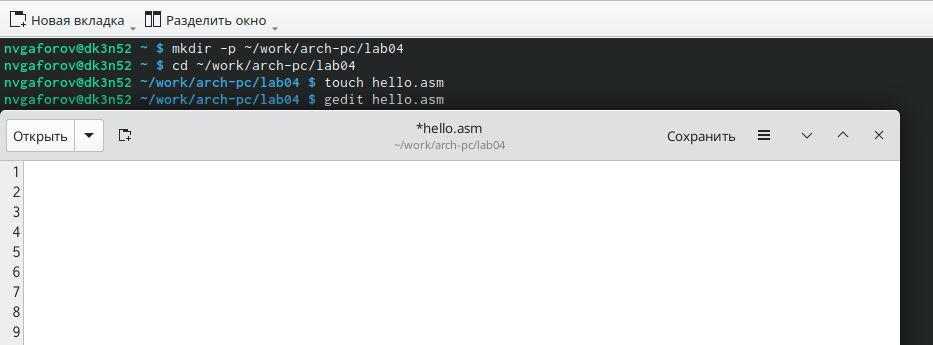 Новая вкладка Разделить окно
nvgaforov@dk3n52 ~ $ mkdir -p ~/work/arch-pc/lab04
nvgaforov@dk3n52 ~ $ cd ~/work/arch-pc/lab04
nvgaforov@dk3n52 ~/work/arch-pc/lab04 $ touch hello.asm
nvgaforov@dk3n52 ~/work/arch-pc/lab04 $ gedit hello.asm
Открыть *hello.asm Сохранить
~/work/arch-pc/lab04
1
2
3
4
5
6
7
8
9